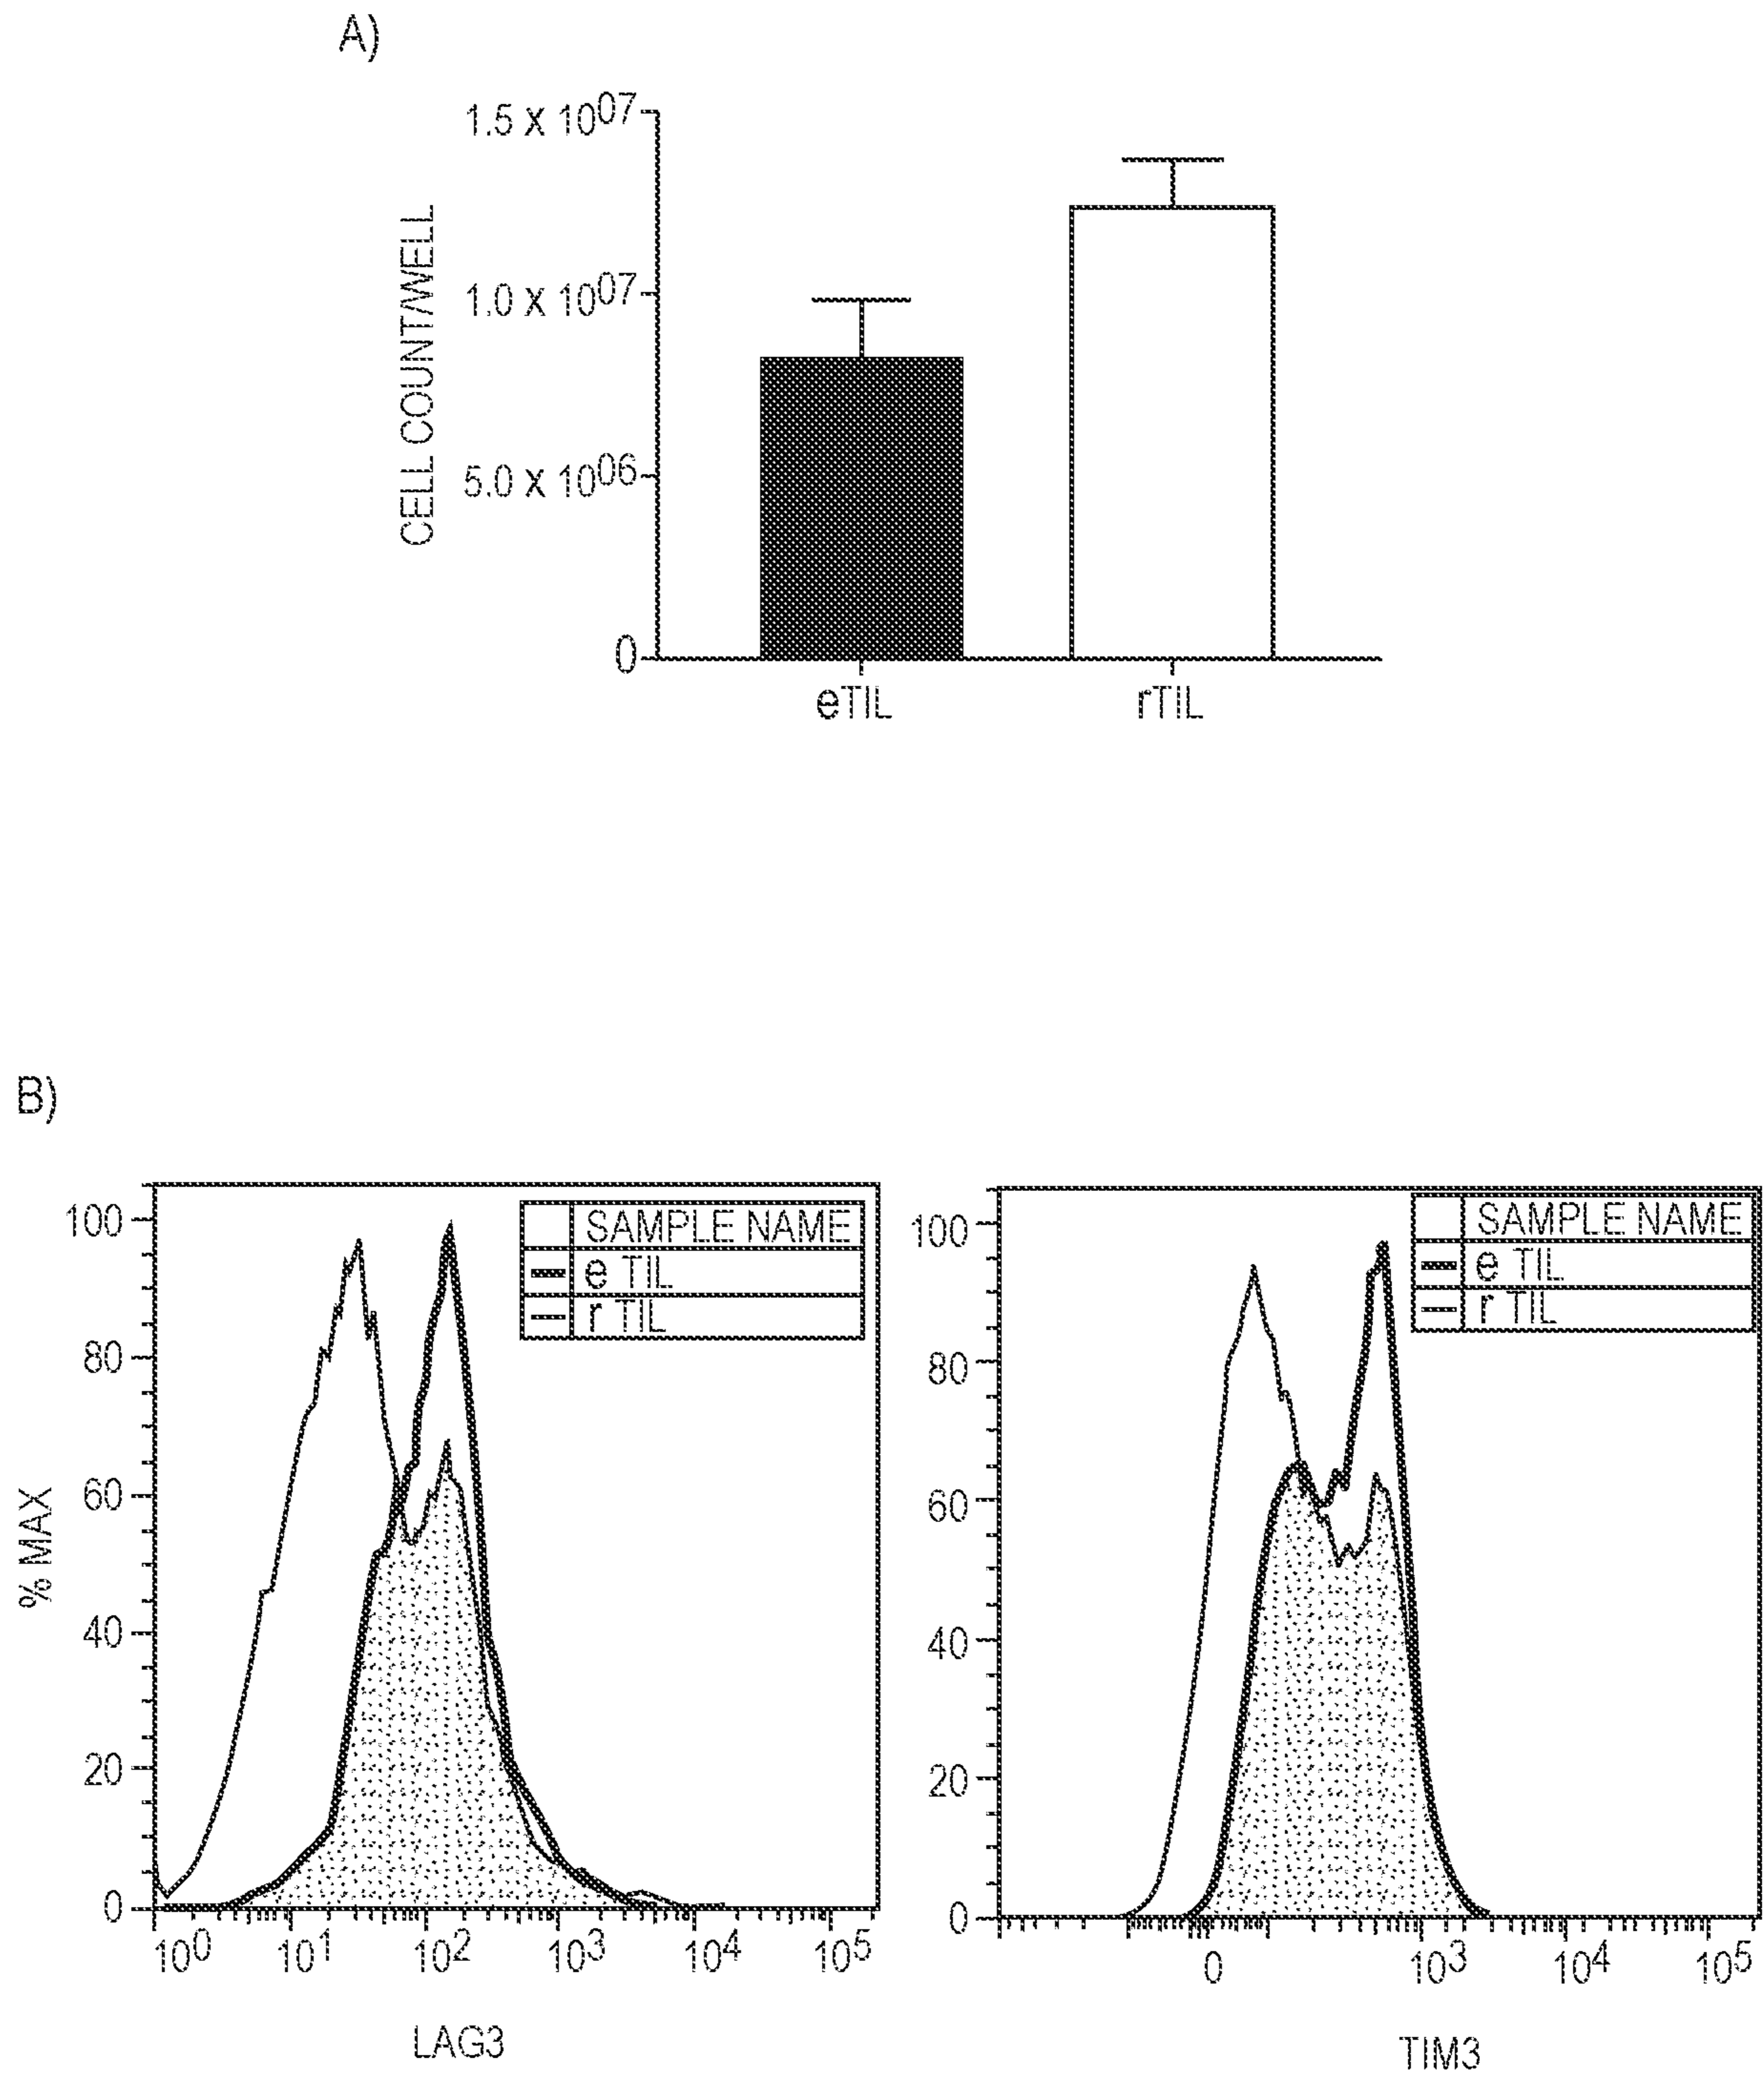 A)
1.5 x 10^07
1.0 x 10^07
5.0 x 10^06
0
CELL COUNT/WELL
eTIL
rTIL
B)
100
80
60
40
20
0
% MAX
SAMPLE NAME
e TIL
r TIL
10^0 10^1 10^2 10^3 10^4 10^5
LAG3
100
80
60
40
20
0
SAMPLE NAME
e TIL
r TIL
0 10^3 10^4 10^5
TIM3